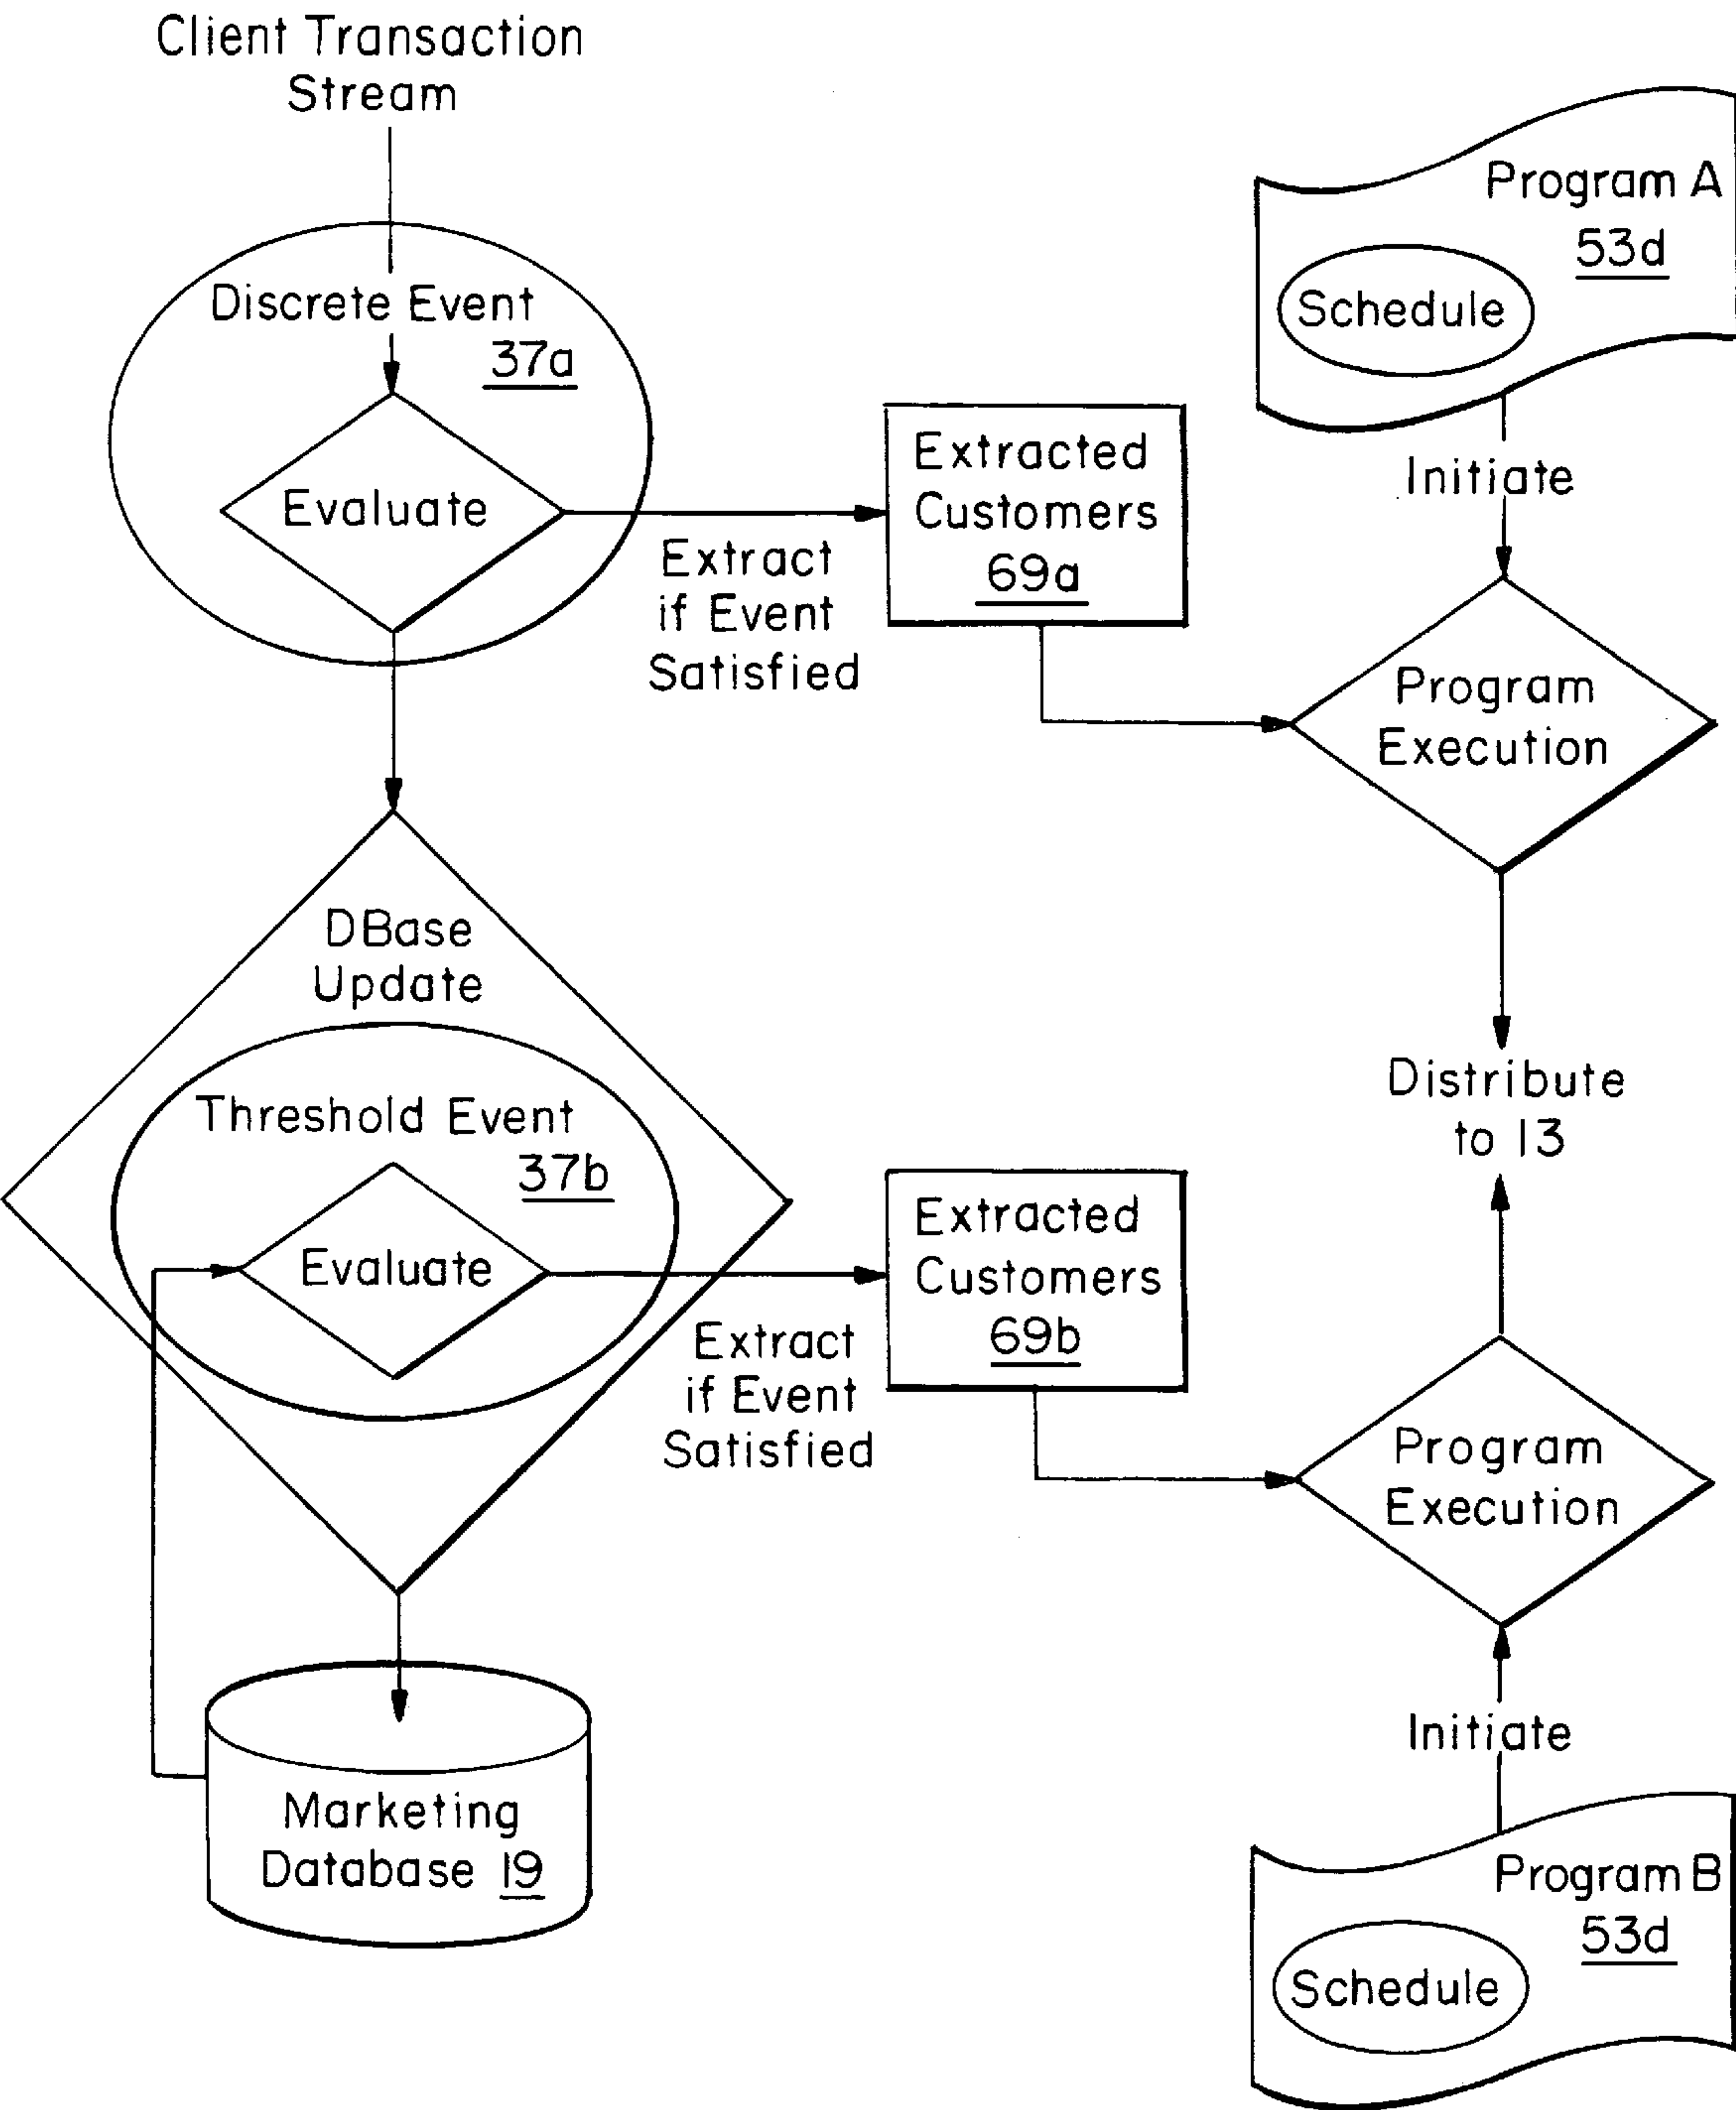 Client Transaction
Stream
Discrete Event
37a
Evaluate
Extract
if Event
Satisfied
Extracted
Customers
69a
Program A
53d
Schedule
Initiate
Program
Execution
Distribute
to 13
DBase
Update
Threshold Event
37b
Evaluate
Extract
if Event
Satisfied
Extracted
Customers
69b
Program
Execution
Initiate
Program B
53d
Schedule
Marketing
Database 19